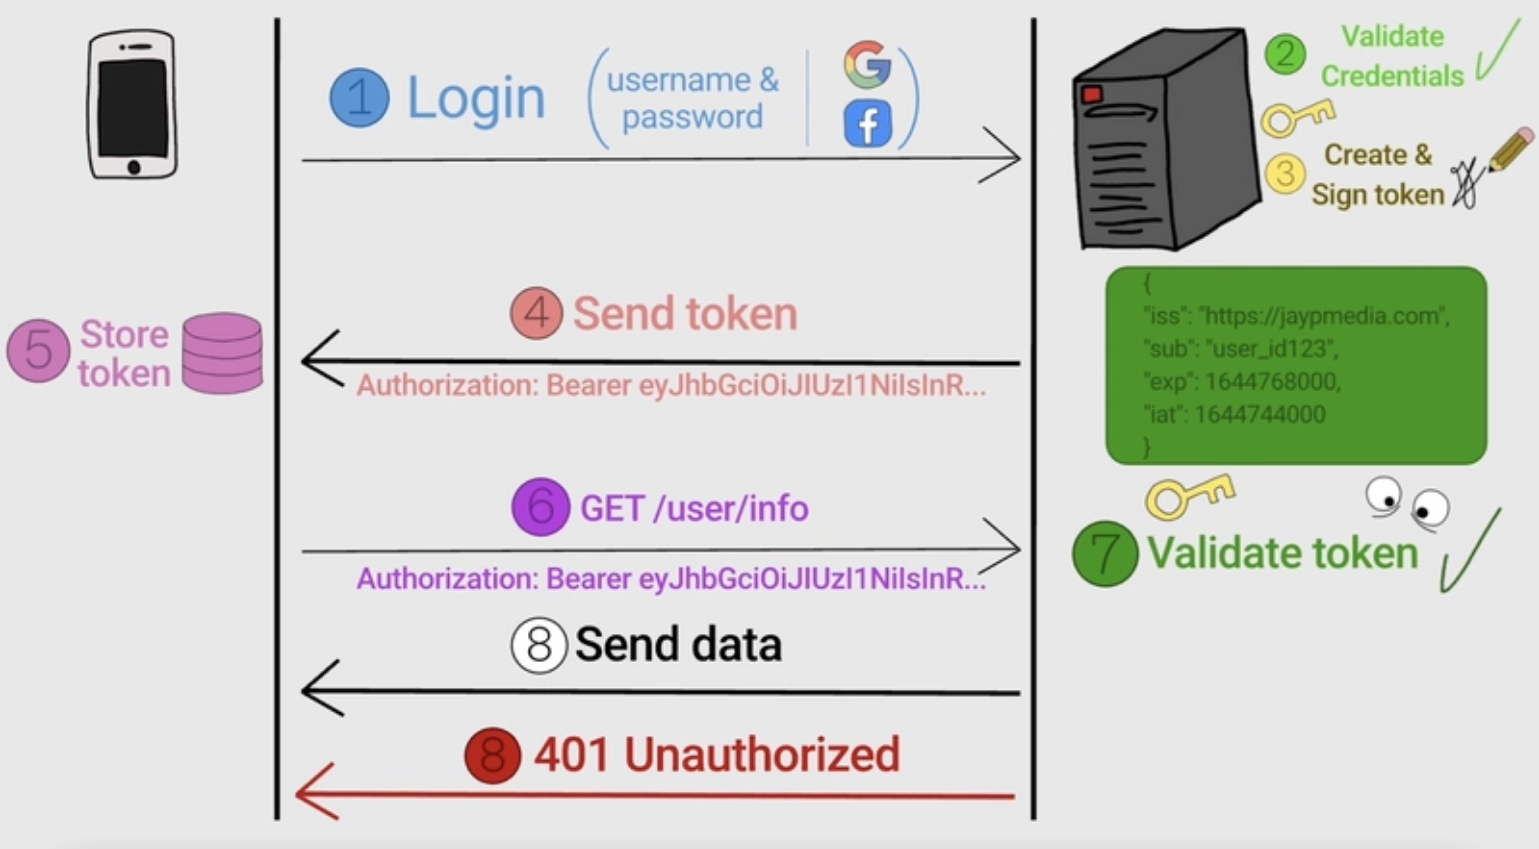 1 Login
username &
password
2 Validate
Credentials
3 Create &
Sign token
4 Send token
Authorization: Bearer eyJhbGciOiJIUzI1NiIsInR...
5 Store
token
{
"iss": "https://jaypmedia.com",
"sub": "user_id123",
"exp": 1644768000,
"iat": 1644744000
}
6 GET /user/info
Authorization: Bearer eyJhbGciOiJIUzI1NiIsInR...
7 Validate token
8 Send data
8 401 Unauthorized